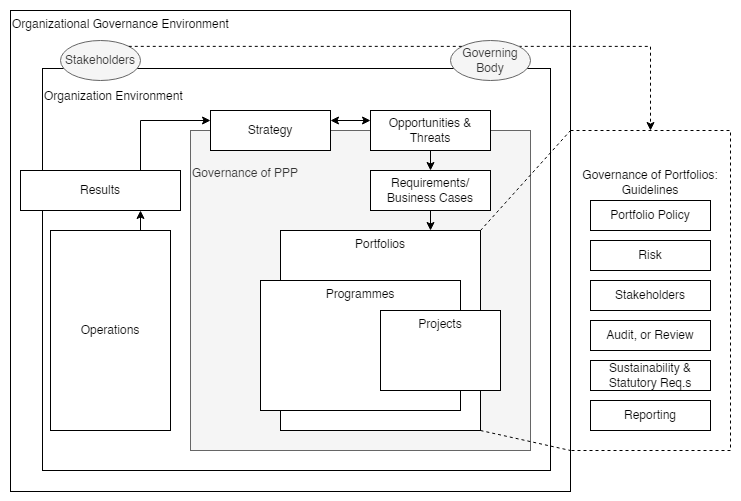 Organizational Governance Environment
Stakeholders
Governing
Body
Organization Environment
Strategy
Opportunities &
Threats
Governance of PPP
Results
Requirements/
Business Cases
Portfolios
Programmes
Projects
Operations
Governance of Portfolios:
Guidelines
Portfolio Policy
Risk
Stakeholders
Audit, or Review
Sustainability &
Statutory Req.s
Reporting